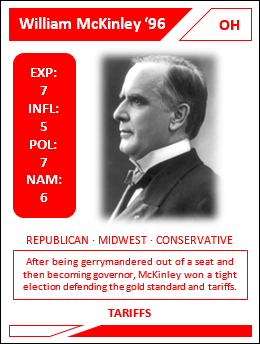 William McKinley ‘96
OH
EXP:
7
INFL:
5
POL:
7
NAM:
6
REPUBLICAN · MIDWEST · CONSERVATIVE
After being gerrymandered out of a seat and
then becoming governor, McKinley won a tight
election defending the gold standard and tariffs.
TARIFFS